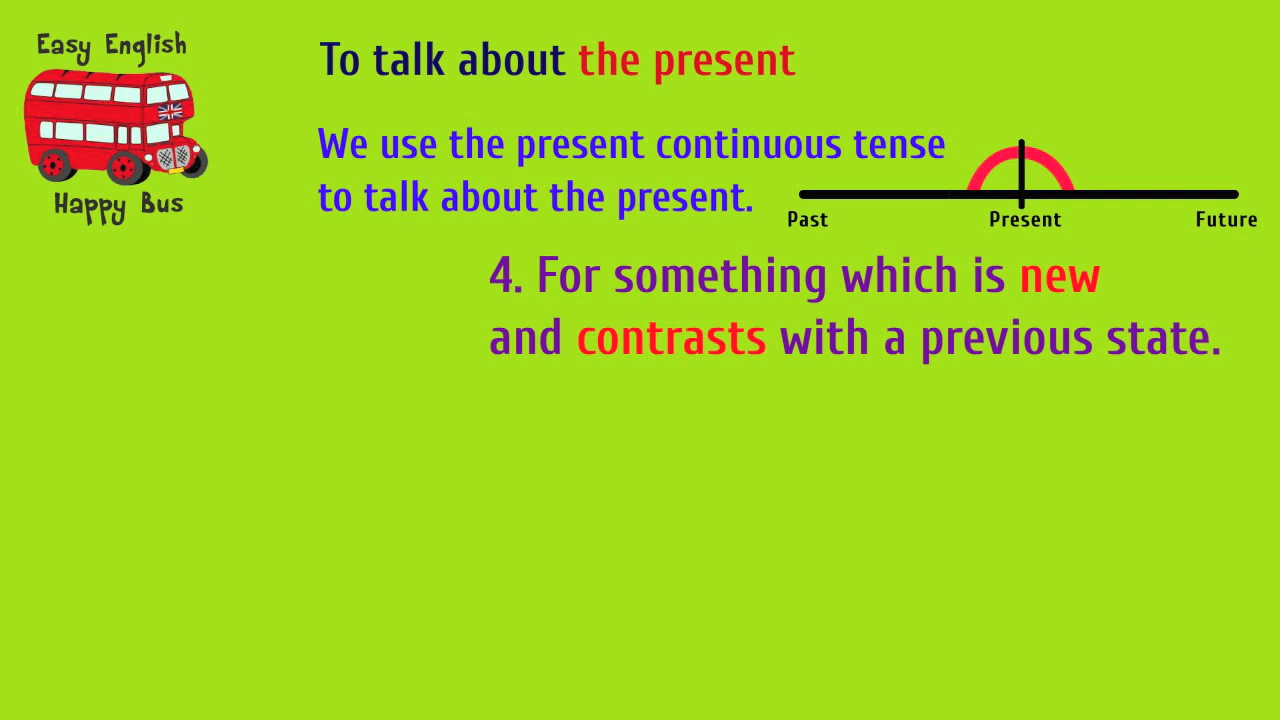 Easy English
Happy Bus
To talk about the present
We use the present continuous tense
to talk about the present.
Past Present Future
4. For something which is new
and contrasts with a previous state.